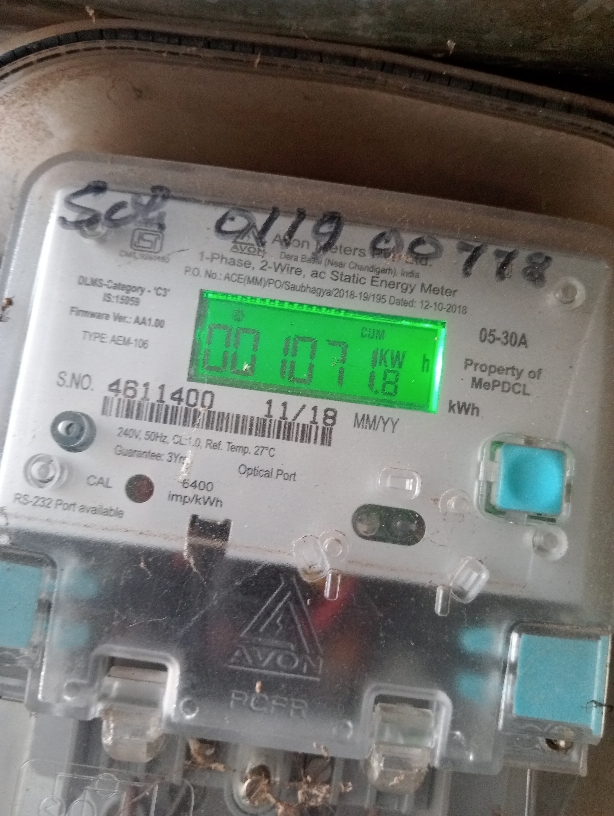 Sch 0119 00778
AVON
Avon Meters Pvt. Ltd.
Dera Bassi (Near Chandigarh), India
1-Phase, 2-Wire, ac Static Energy Meter
P.O. No.: ACE(MM)/PO/Saubhagya/2018-19/195 Dated: 12-10-2018
DLMS-Category - 'C3'
IS:15959
Firmware Ver.: AA1.00
TYPE: AEM-106
CUM
KW h
1.8
05-30A
Property of
MePDCL
kWh
S.NO. 4611400 11/18 MM/YY
240V, 50Hz, CL:1.0, Ref. Temp. 27°C
Guarantee: 3Yrs
Optical Port
CAL 6400
imp/kWh
RS-232 Port available
AVON